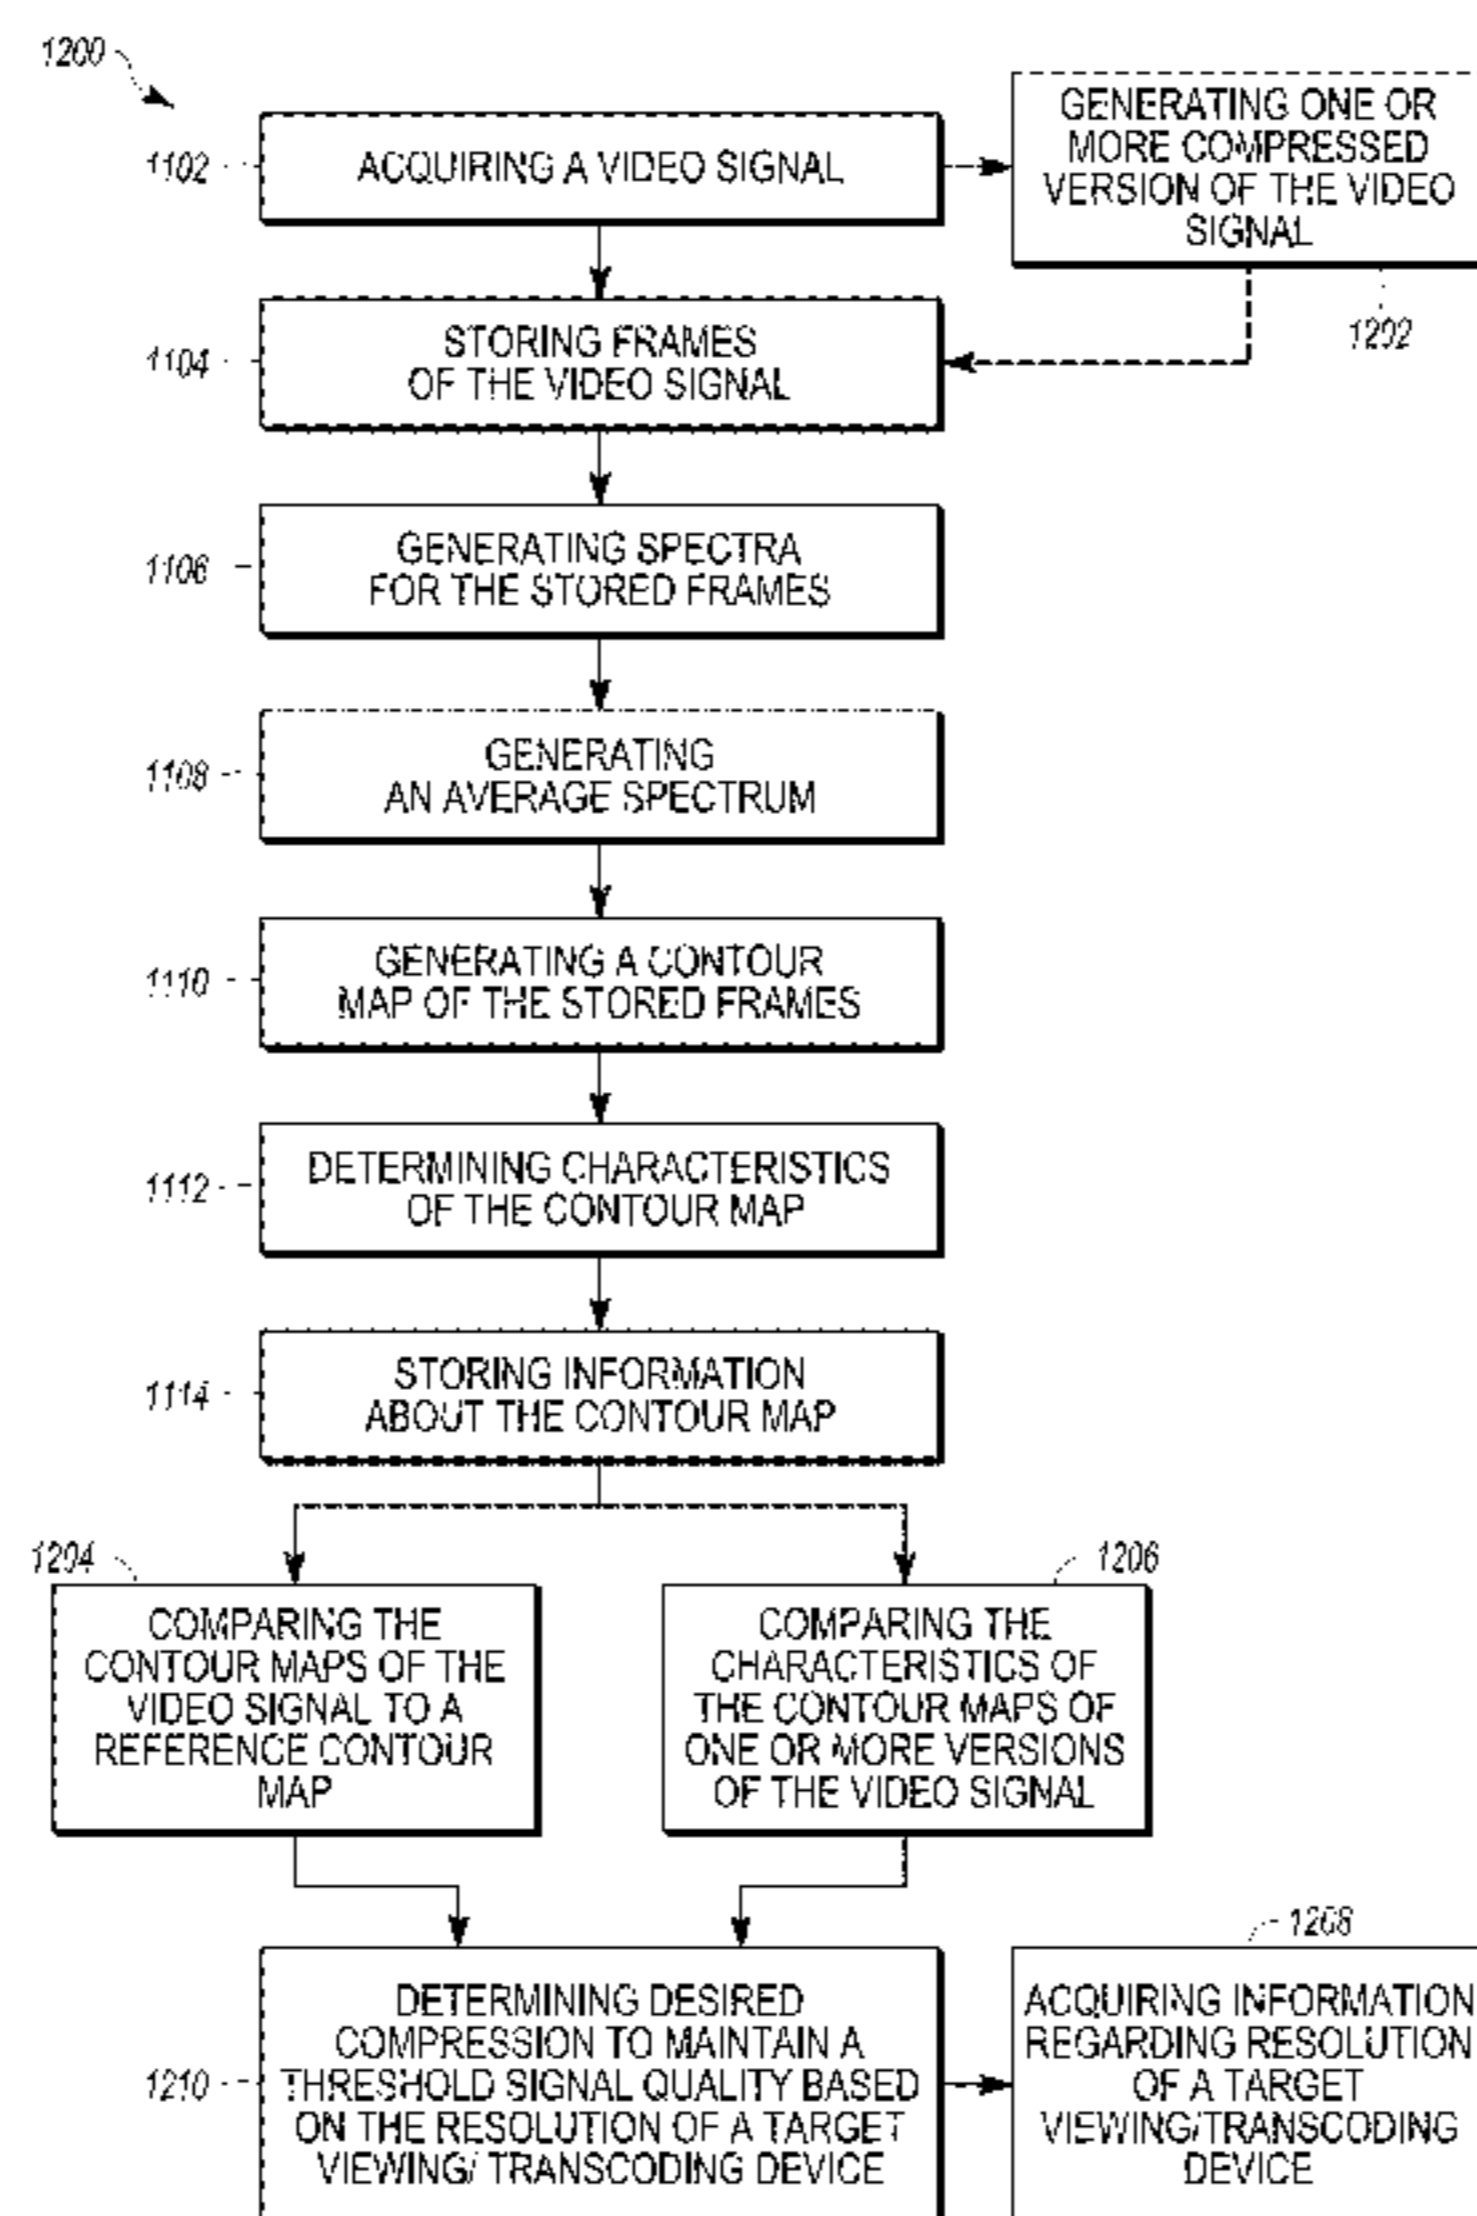 1200
1102
ACQUIRING A VIDEO SIGNAL
GENERATING ONE OR
MORE COMPRESSED
VERSION OF THE VIDEO
SIGNAL
1202
1104
STORING FRAMES
OF THE VIDEO SIGNAL
1106
GENERATING SPECTRA
FOR THE STORED FRAMES
1108
GENERATING
AN AVERAGE SPECTRUM
1110
GENERATING A CONTOUR
MAP OF THE STORED FRAMES
1112
DETERMINING CHARACTERISTICS
OF THE CONTOUR MAP
1114
STORING INFORMATION
ABOUT THE CONTOUR MAP
1204
COMPARING THE
CONTOUR MAPS OF THE
VIDEO SIGNAL TO A
REFERENCE CONTOUR
MAP
1206
COMPARING THE
CHARACTERISTICS OF
THE CONTOUR MAPS OF
ONE OR MORE VERSIONS
OF THE VIDEO SIGNAL
1210
DETERMINING DESIRED
COMPRESSION TO MAINTAIN A
THRESHOLD SIGNAL QUALITY BASED
ON THE RESOLUTION OF A TARGET
VIEWING/ TRANSCODING DEVICE
1208
ACQUIRING INFORMATION
REGARDING RESOLUTION
OF A TARGET
VIEWING/TRANSCODING
DEVICE